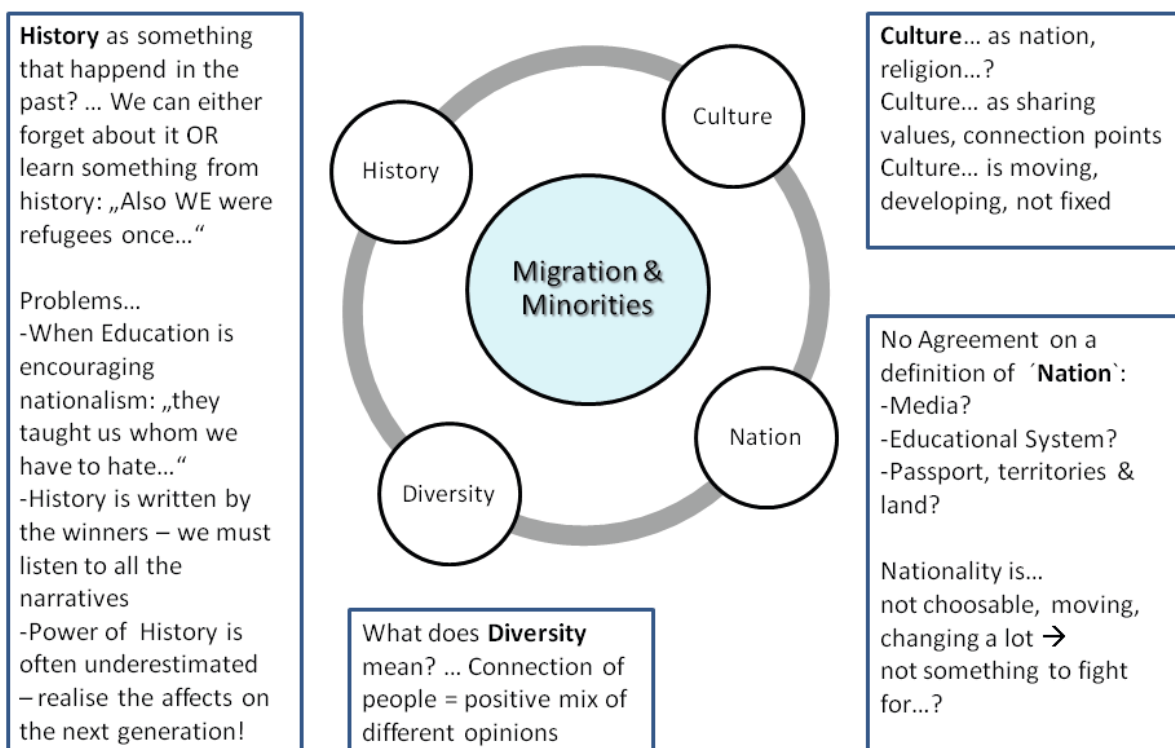 History as something
that happend in the
past? ... We can either
forget about it OR
learn something from
history: „Also WE were
refugees once...“
Problems...
-When Education is
encouraging
nationalism: „they
taught us whom we
have to hate...“
-History is written by
the winners – we must
listen to all the
narratives
-Power of History is
often underestimated
– realise the affects on
the next generation!
History
Culture
Migration &
Minorities
Diversity
Nation
What does Diversity
mean? ... Connection of
people = positive mix of
different opinions
Culture... as nation,
religion...?
Culture... as sharing
values, connection points
Culture... is moving,
developing, not fixed
No Agreement on a
definition of ´Nation`:
-Media?
-Educational System?
-Passport, territories &
land?
Nationality is...
not choosable, moving,
changing a lot →
not something to fight
for...?